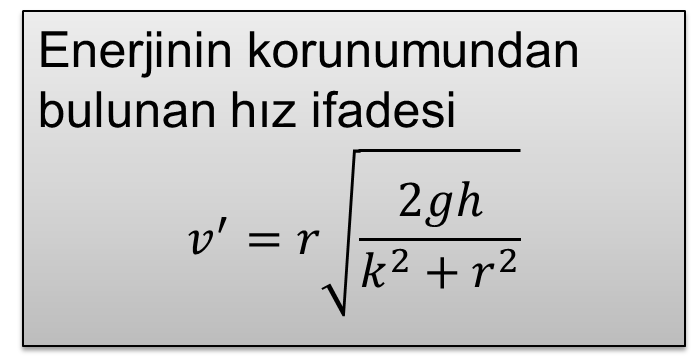 Enerjinin korunumundan
bulunan hız ifadesi
v′ = r√(2gh / (k² + r²))